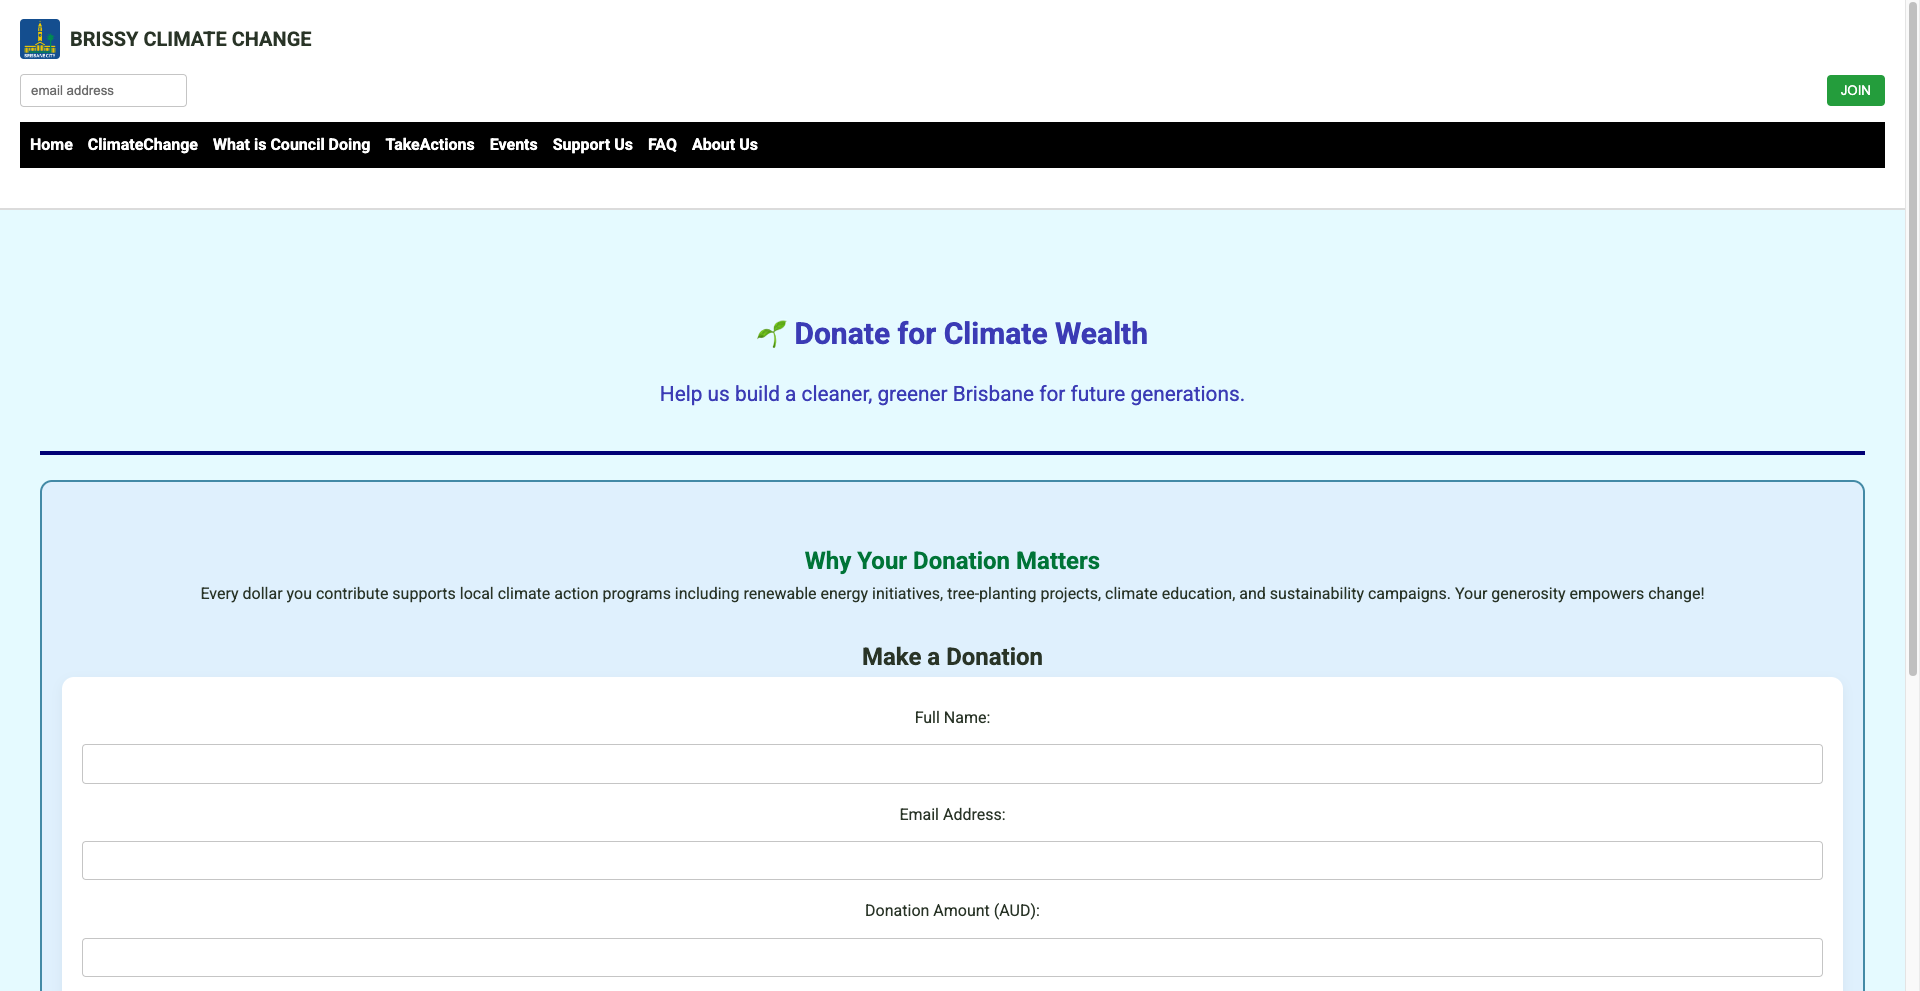 BRISBANE CITY
BRISSY CLIMATE CHANGE
email address
JOIN
Home ClimateChange What is Council Doing TakeActions Events Support Us FAQ About Us
Donate for Climate Wealth
Help us build a cleaner, greener Brisbane for future generations.
Why Your Donation Matters
Every dollar you contribute supports local climate action programs including renewable energy initiatives, tree-planting projects, climate education, and sustainability campaigns. Your generosity empowers change!
Make a Donation
Full Name:
Email Address:
Donation Amount (AUD):